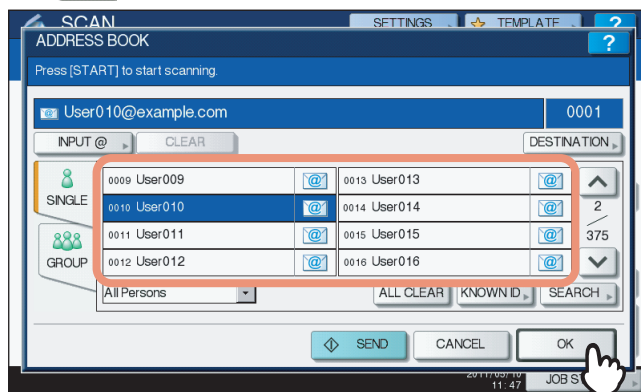 SCAN SETTINGS TEMPLATE ?
ADDRESS BOOK ?
Press [START] to start scanning.
User010@example.com 0001
INPUT @ CLEAR DESTINATION
SINGLE
GROUP
0009 User009 @ 0013 User013 @
0010 User010 @ 0014 User014 @
0011 User011 @ 0015 User015 @
0012 User012 @ 0016 User016 @
2
375
All Persons ALL CLEAR KNOWN ID SEARCH
SEND CANCEL OK
11:47 JOB